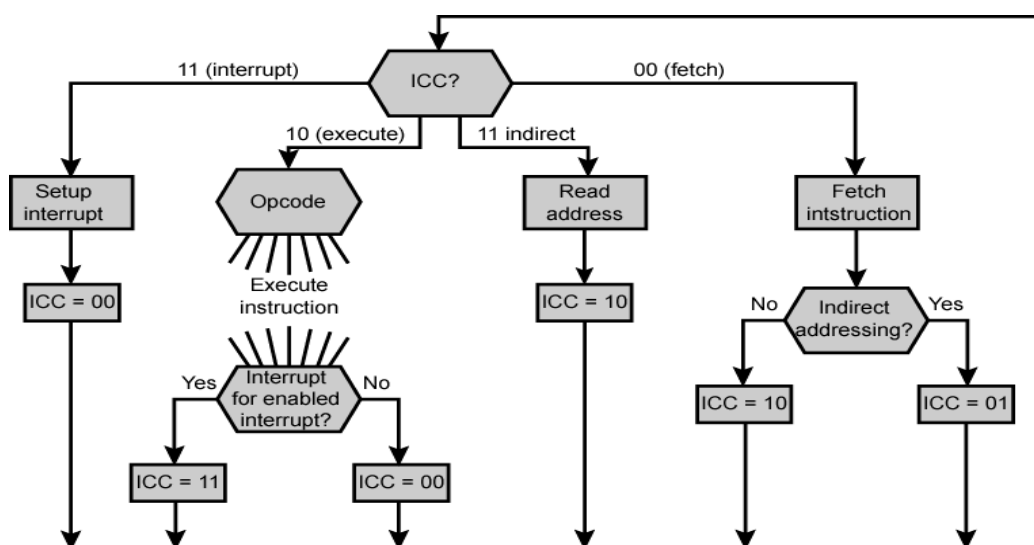 ICC?
11 (interrupt)
00 (fetch)
10 (execute)
11 indirect
Setup
interrupt
Opcode
Read
address
Fetch
intstruction
ICC = 00
Execute
instruction
ICC = 10
No
Indirect
addressing?
Yes
Yes
Interrupt
for enabled
interrupt?
No
ICC = 10
ICC = 01
ICC = 11
ICC = 00